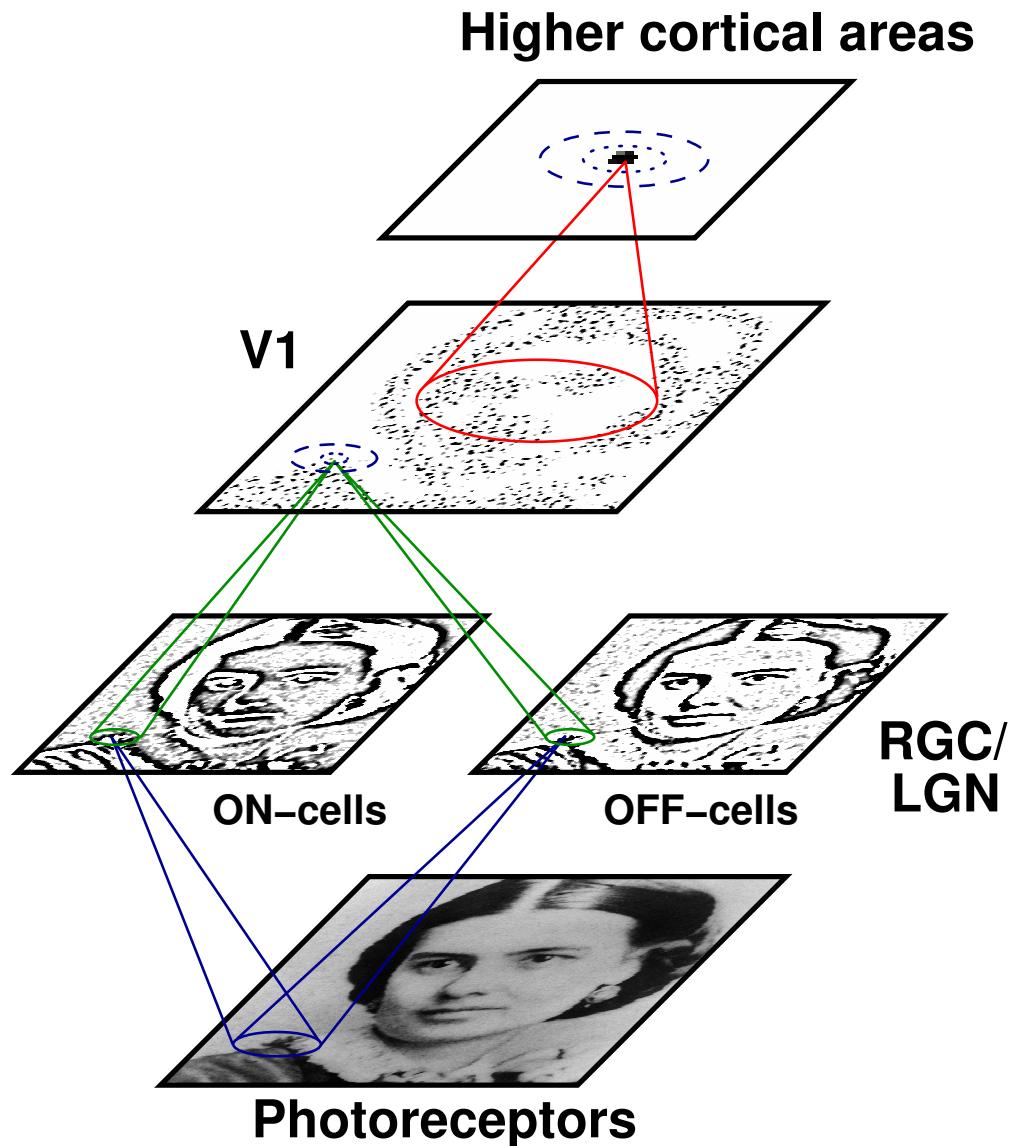 Higher cortical areas
V1
RGC/
LGN
ON−cells
OFF−cells
Photoreceptors